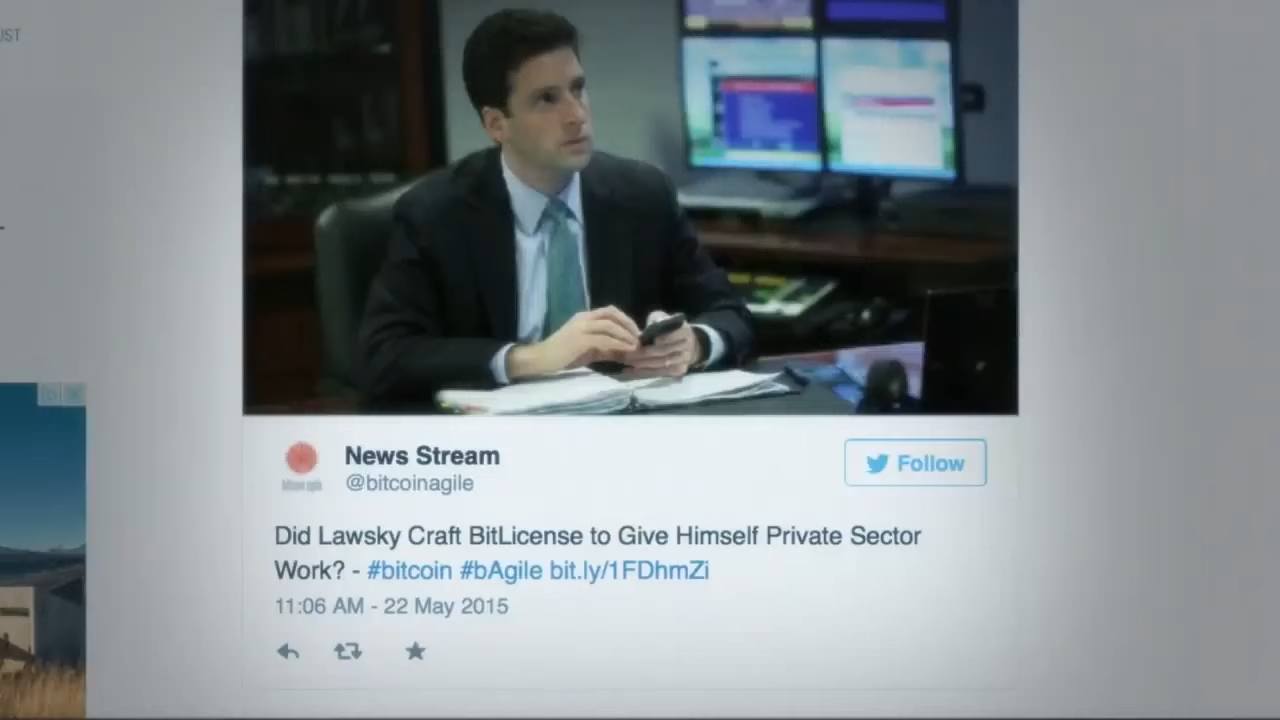 UST
News Stream
@bitcoinagile
Follow
Did Lawsky Craft BitLicense to Give Himself Private Sector
Work? - #bitcoin #bAgile bit.ly/1FDhmZi
11:06 AM - 22 May 2015